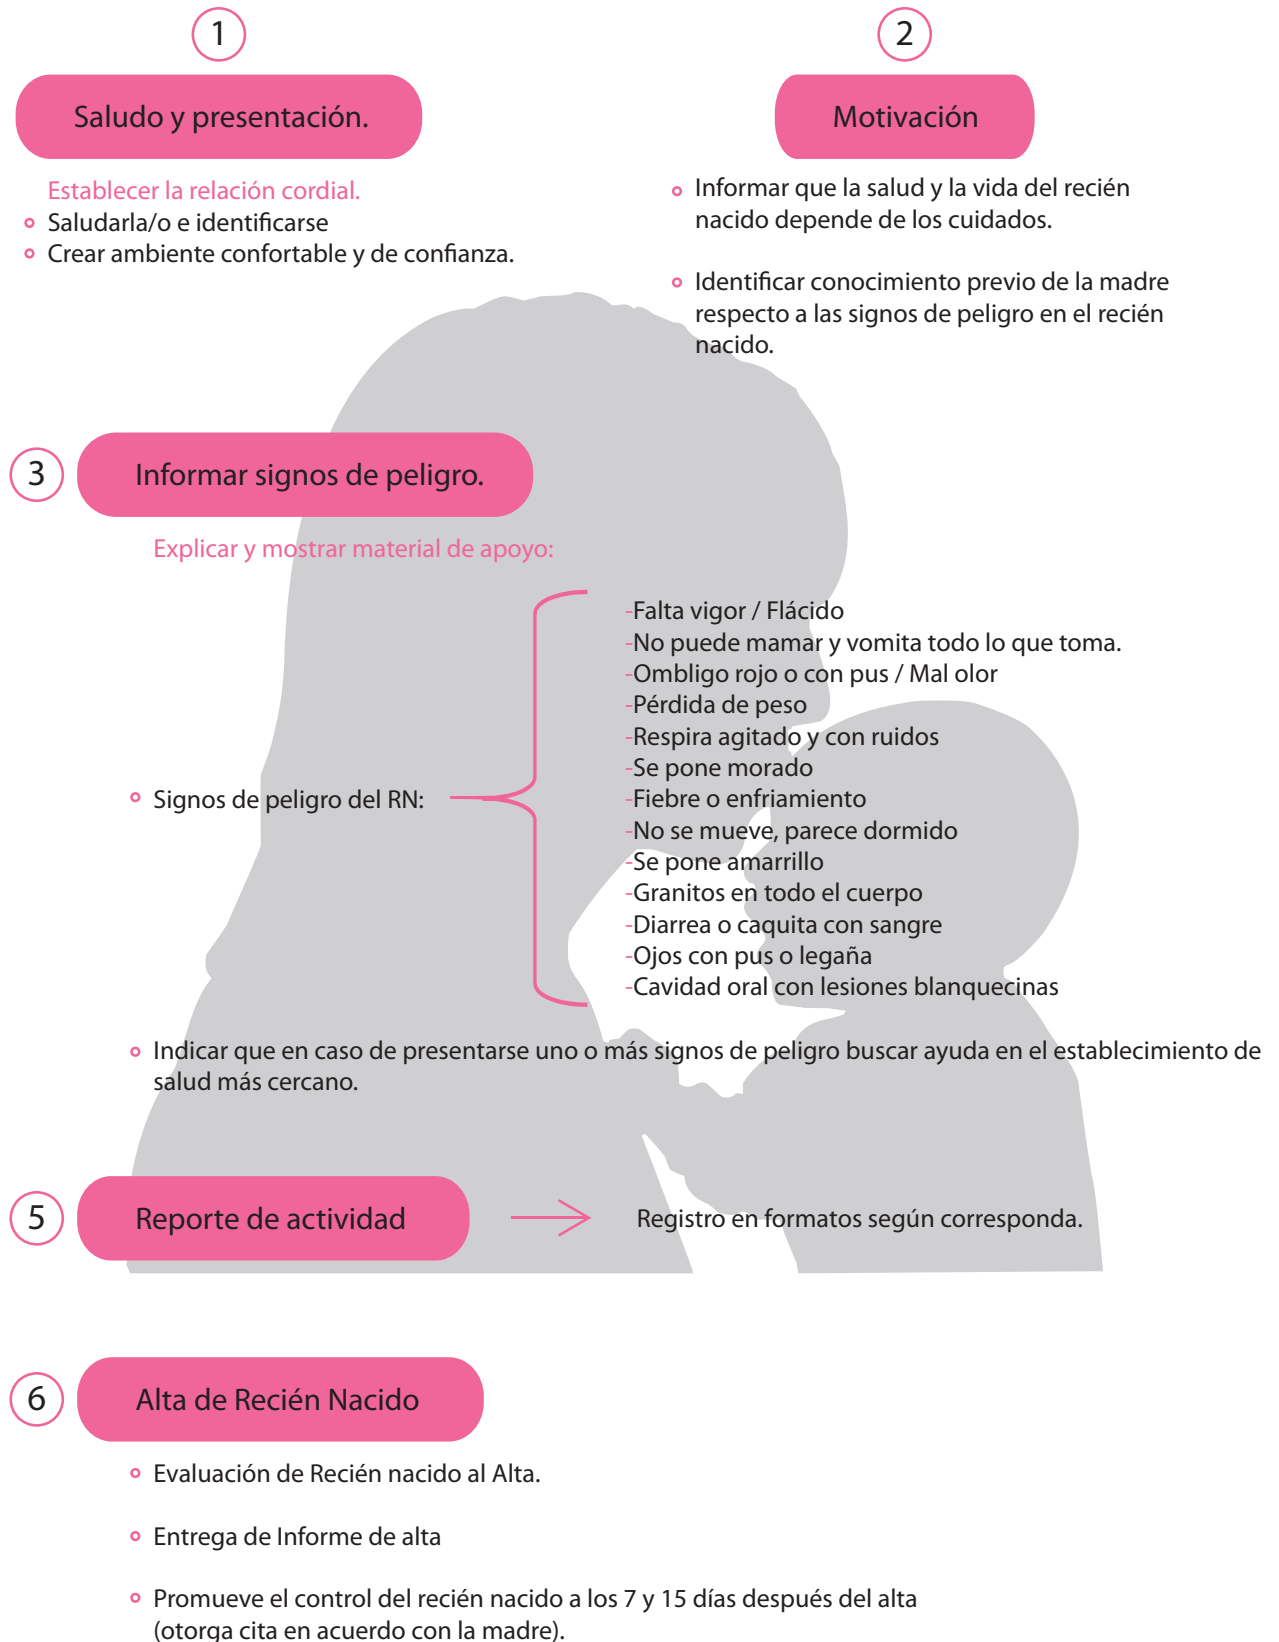 1
Saludo y presentación.
Establecer la relación cordial.
Saludarla/o e identificarse
Crear ambiente confortable y de confianza.
2
Motivación
Informar que la salud y la vida del recién
nacido depende de los cuidados.
Identificar conocimiento previo de la madre
respecto a las signos de peligro en el recién
nacido.
3
Informar signos de peligro.
Explicar y mostrar material de apoyo:
Signos de peligro del RN:
-Falta vigor / Flácido
-No puede mamar y vomita todo lo que toma.
-Ombligo rojo o con pus / Mal olor
-Pérdida de peso
-Respira agitado y con ruidos
-Se pone morado
-Fiebre o enfriamiento
-No se mueve, parece dormido
-Se pone amarrillo
-Granitos en todo el cuerpo
-Diarrea o caquita con sangre
-Ojos con pus o legaña
-Cavidad oral con lesiones blanquecinas
Indicar que en caso de presentarse uno o más signos de peligro buscar ayuda en el establecimiento de
salud más cercano.
5
Reporte de actividad
Registro en formatos según corresponda.
6
Alta de Recién Nacido
Evaluación de Recién nacido al Alta.
Entrega de Informe de alta
Promueve el control del recién nacido a los 7 y 15 días después del alta
(otorga cita en acuerdo con la madre).